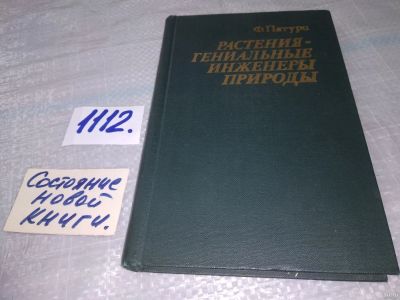 Ф. Патури
РАСТЕНИЯ -
ГЕНИАЛЬНЫЕ
ИНЖЕНЕРЫ
ПРИРОДЫ
1112.
Состояние
новой
книги.